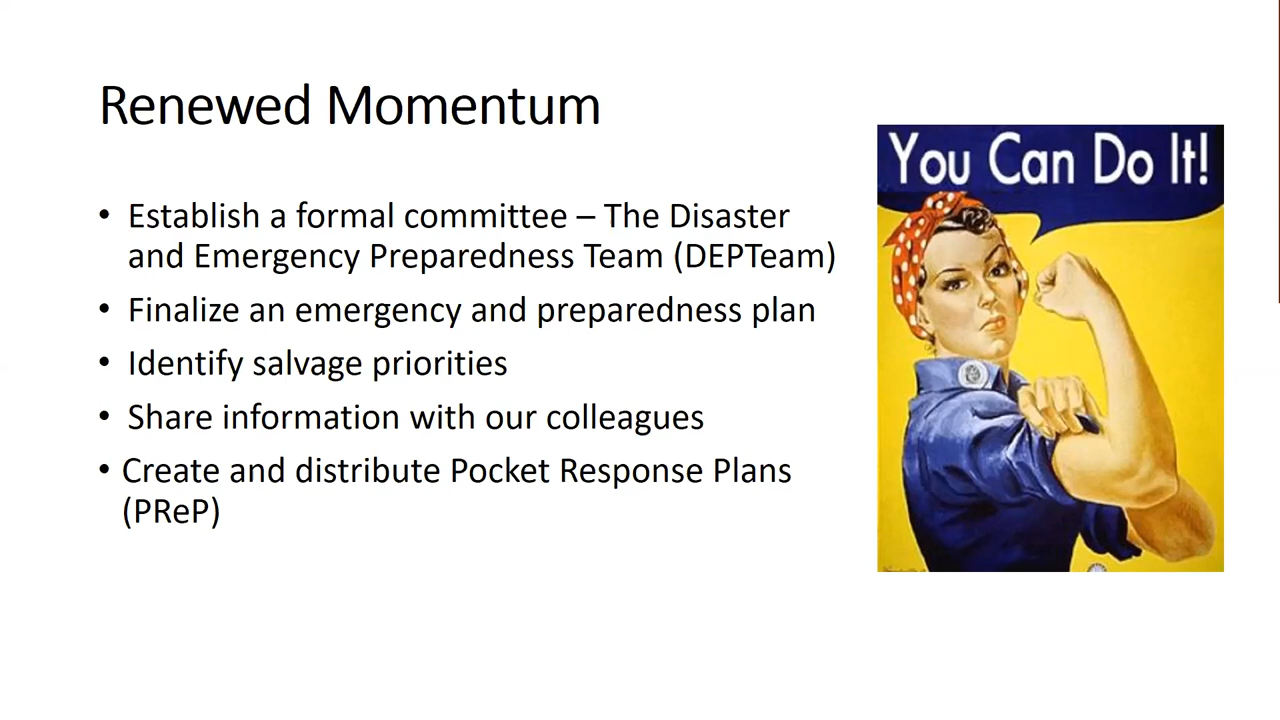 Renewed Momentum
You Can Do It!
• Establish a formal committee – The Disaster
and Emergency Preparedness Team (DEPTeam)
• Finalize an emergency and preparedness plan
• Identify salvage priorities
• Share information with our colleagues
• Create and distribute Pocket Response Plans
(PReP)